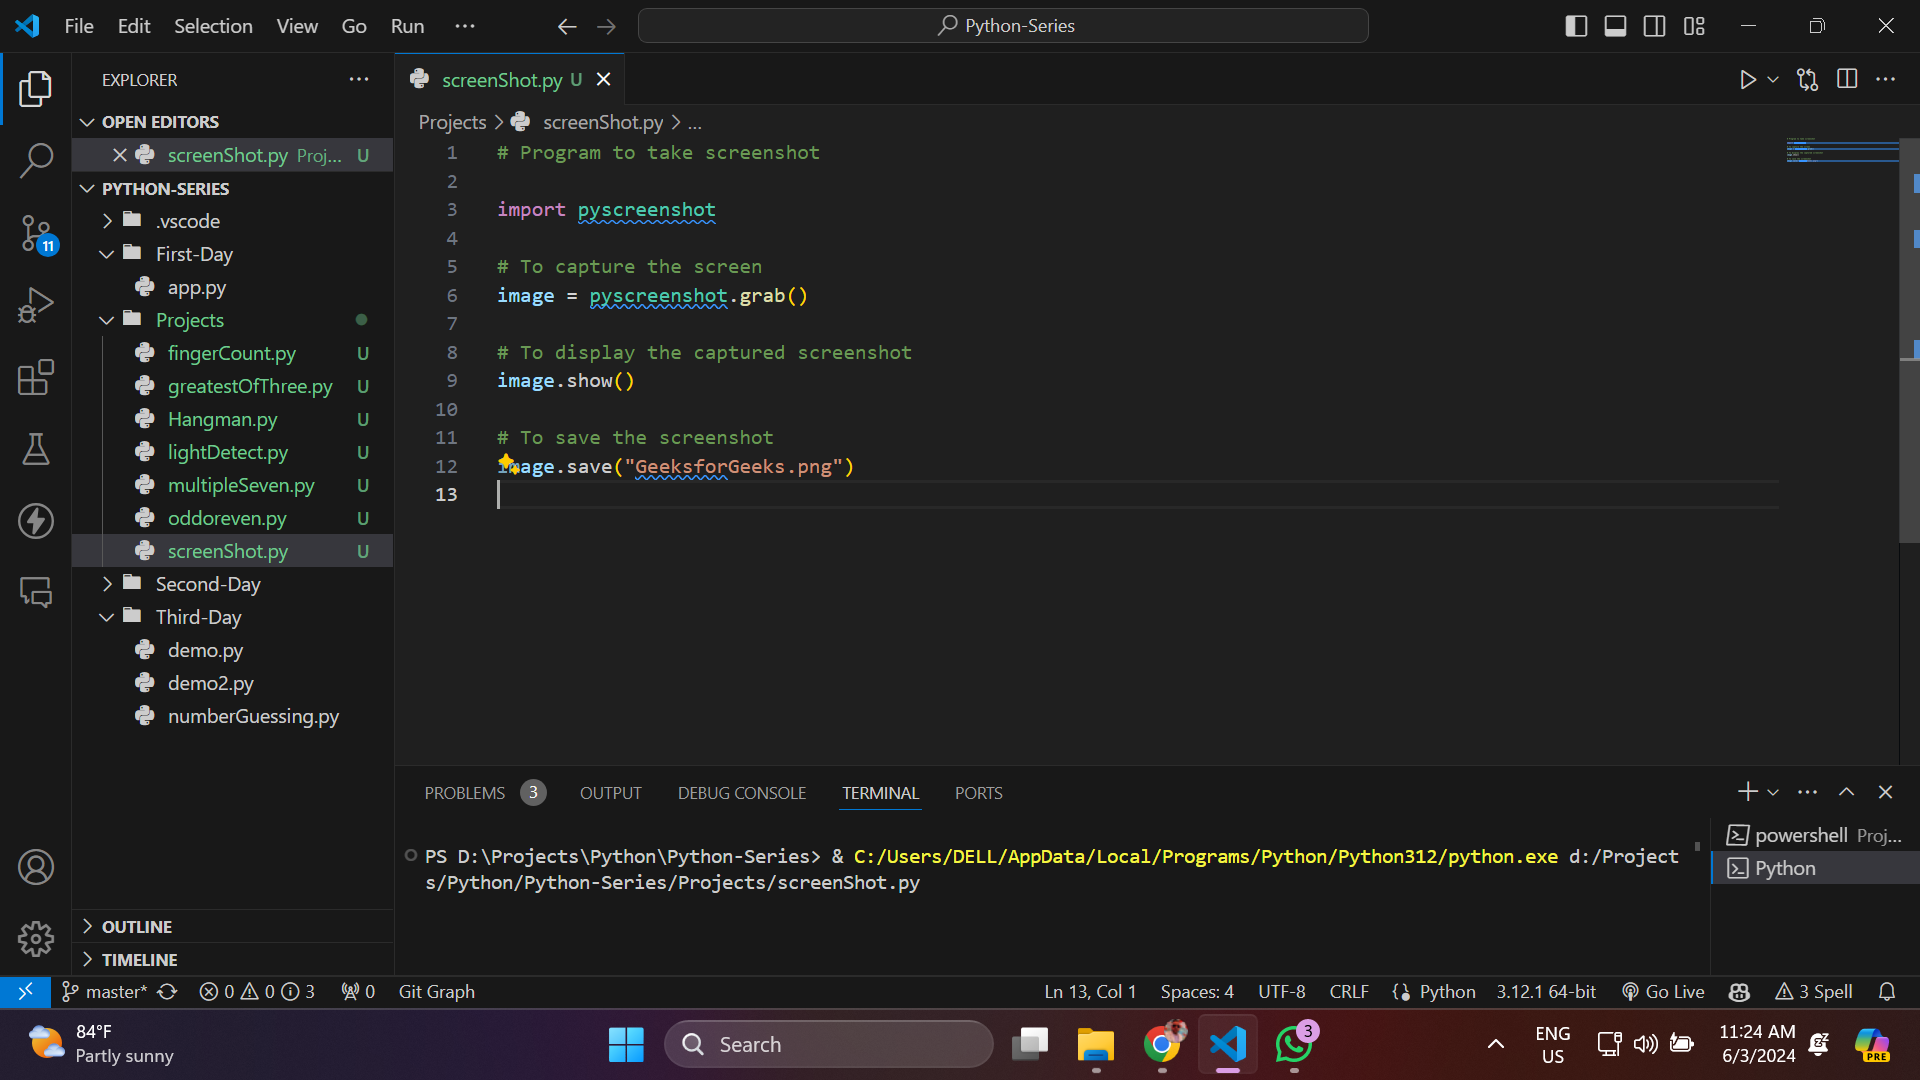 File Edit Selection View Go Run ...
Python-Series
EXPLORER
OPEN EDITORS
screenShot.py Proj... U
PYTHON-SERIES
.vscode
First-Day
app.py
Projects
fingerCount.py U
greatestOfThree.py U
Hangman.py U
lightDetect.py U
multipleSeven.py U
oddoreven.py U
screenShot.py U
Second-Day
Third-Day
demo.py
demo2.py
numberGuessing.py
OUTLINE
TIMELINE
11
screenShot.py U
Projects > screenShot.py > ...
1 # Program to take screenshot
2
3 import pyscreenshot
4
5 # To capture the screen
6 image = pyscreenshot.grab()
7
8 # To display the captured screenshot
9 image.show()
10
11 # To save the screenshot
12 image.save("GeeksforGeeks.png")
13
PROBLEMS 3 OUTPUT DEBUG CONSOLE TERMINAL PORTS
PS D:\Projects\Python\Python-Series> & C:/Users/DELL/AppData/Local/Programs/Python/Python312/python.exe d:/Project
s/Python/Python-Series/Projects/screenShot.py
powershell Proj...
Python
master* 0 0 3 0 Git Graph Ln 13, Col 1 Spaces: 4 UTF-8 CRLF Python 3.12.1 64-bit Go Live 3 Spell
84°F
Partly sunny
Search
3
ENG
US
11:24 AM
6/3/2024
PRE